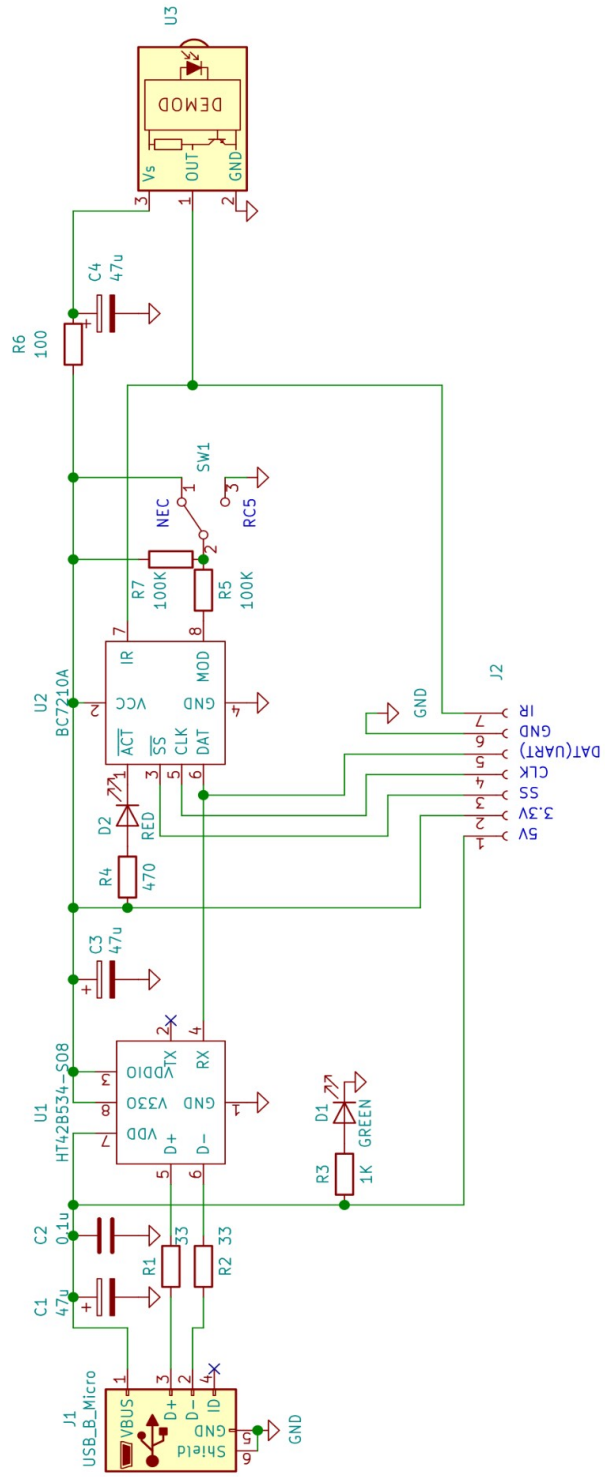 U3
DEMOD
Vs
OUT
GND
3
1
2
C4
47u
+
R6
100
SW1
NEC
1
3
RC5
2
R7
100K
R5
100K
7
8
IR
MOD
U2
BC7210A
VCC
2
GND
4
ACT
SS
CLK
DAT
1
3
5
6
D2
RED
R4
470
GND
J2
IR
7
GND
6
DAT(UART)
5
CLK
4
SS
3
3.3V
2
5V
1
C3
47u
+
2
4
TX
RX
U1
HT42B534-SO8
VDDIO
3
V33O
8
VDD
7
GND
1
D+
D-
5
6
D1
GREEN
R3
1K
C2
0.1u
C1
47u
+
R1
33
R2
33
J1
USB_B_Micro
1
3
2
4
VBUS
D+
D-
ID
GND
5
Shield
6
GND